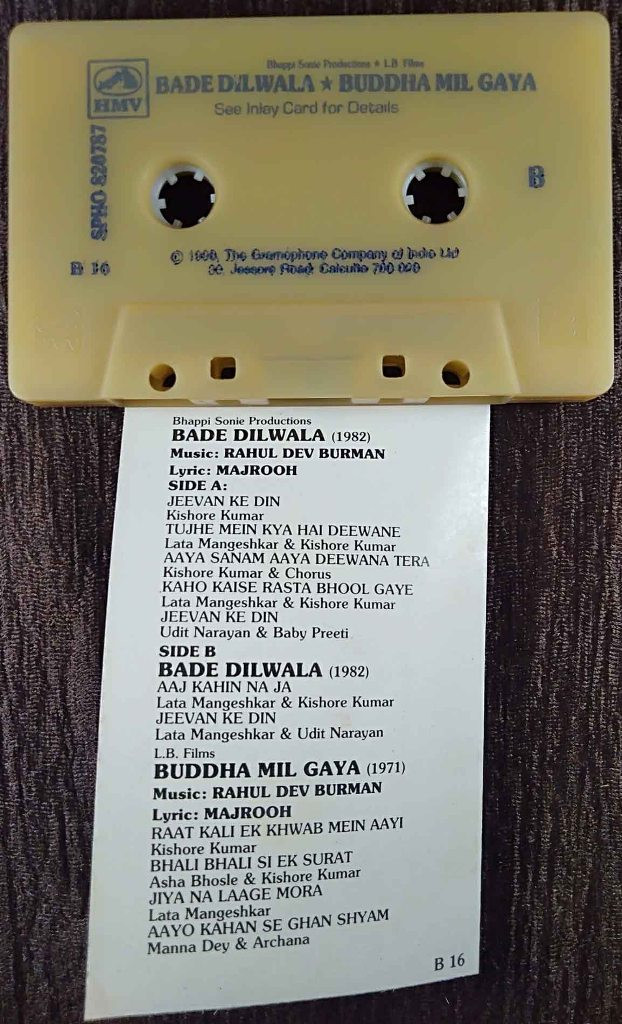 Bhappi Sonie Productions ★ L.B. Films
HMV
BADE DILWALA ★ BUDDHA MIL GAYA
See Inlay Card for Details
SPHO 826787
B
B 16
The Gramophone Company of India Ltd
Jessore Road, Calcutta 700
Bhappi Sonie Productions
BADE DILWALA (1982)
Music: RAHUL DEV BURMAN
Lyric: MAJROOH
SIDE A:
JEEVAN KE DIN
Kishore Kumar
TUJHE MEIN KYA HAI DEEWANE
Lata Mangeshkar & Kishore Kumar
AAYA SANAM AAYA DEEWANA TERA
Kishore Kumar & Chorus
KAHO KAISE RASTA BHOOL GAYE
Lata Mangeshkar & Kishore Kumar
JEEVAN KE DIN
Udit Narayan & Baby Preeti
SIDE B
BADE DILWALA (1982)
AAJ KAHIN NA JA
Lata Mangeshkar & Kishore Kumar
JEEVAN KE DIN
Lata Mangeshkar & Udit Narayan
L.B. Films
BUDDHA MIL GAYA (1971)
Music: RAHUL DEV BURMAN
Lyric: MAJROOH
RAAT KALI EK KHWAB MEIN AAYI
Kishore Kumar
BHALI BHALI SI EK SURAT
Asha Bhosle & Kishore Kumar
JIYA NA LAAGE MORA
Lata Mangeshkar
AAYO KAHAN SE GHAN SHYAM
Manna Dey & Archana
B 16